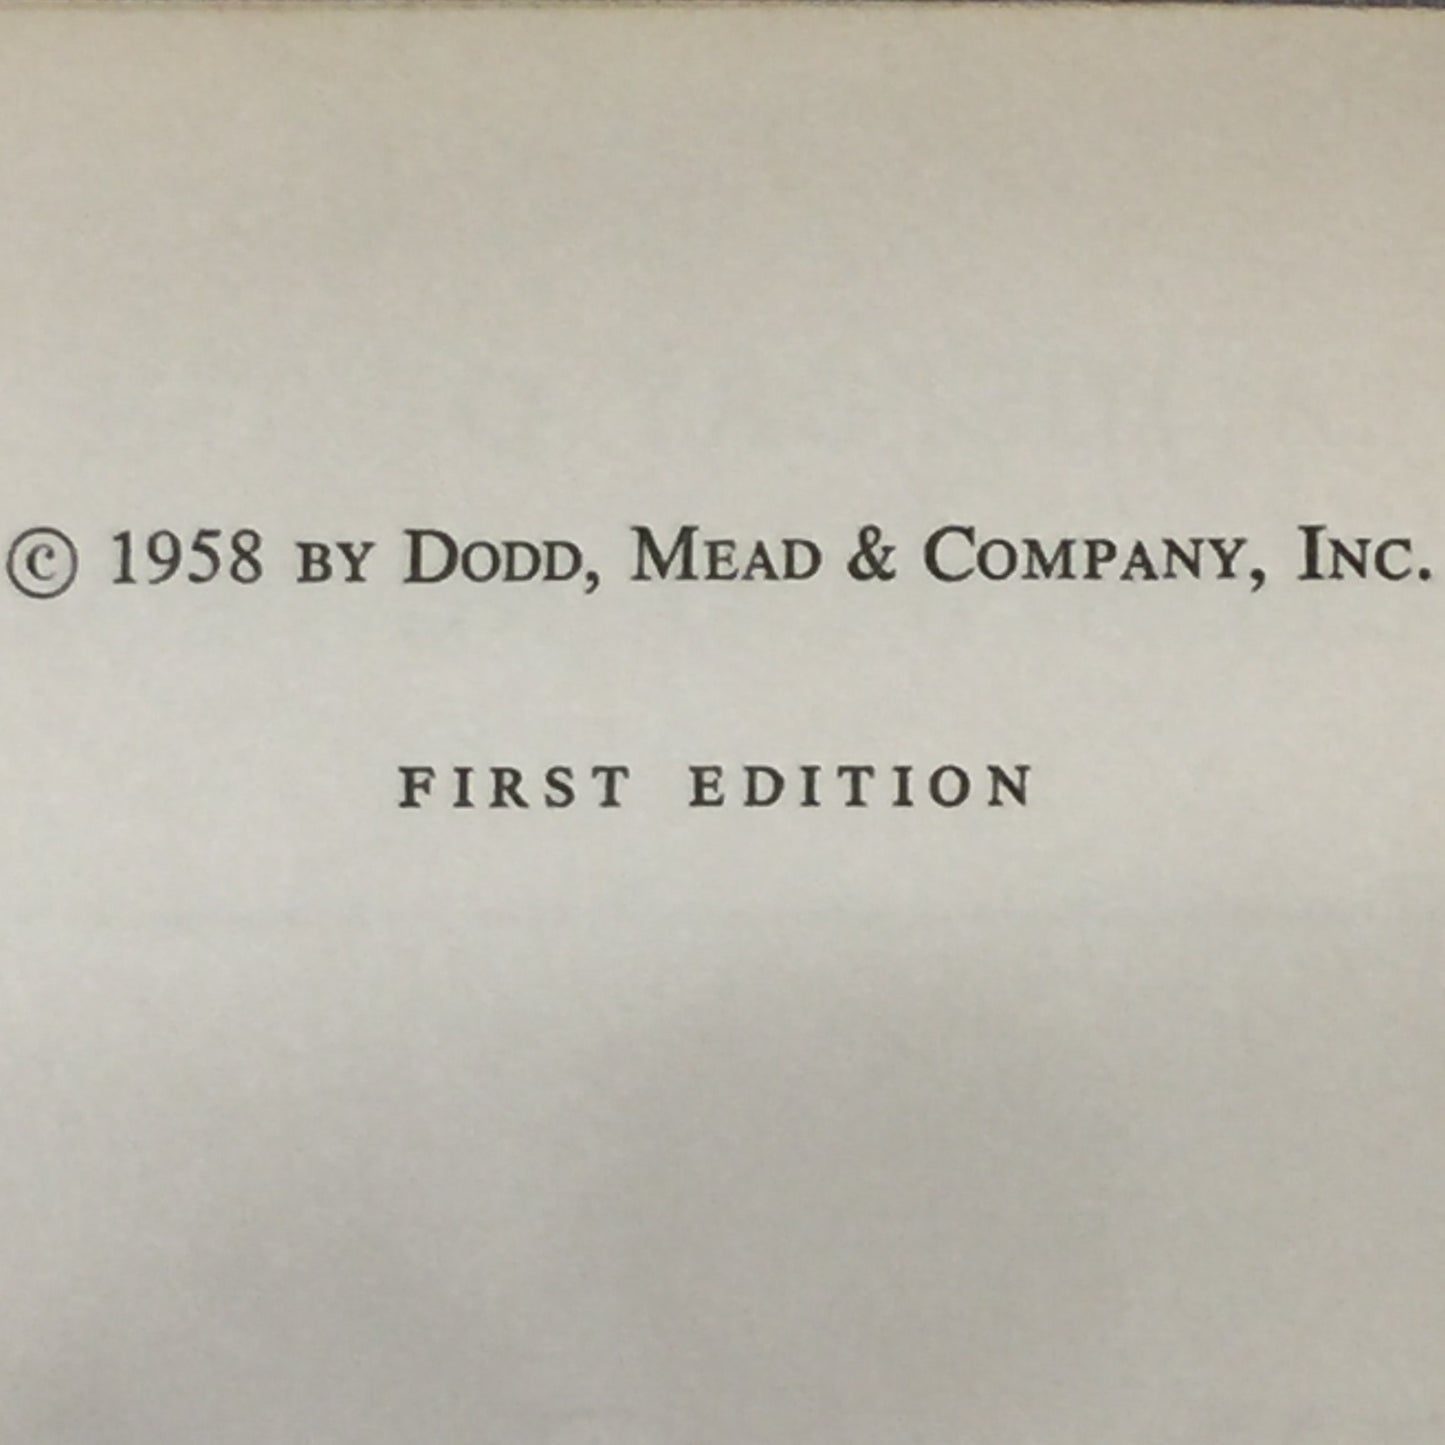 © 1958 BY DODD, MEAD & COMPANY, INC.
FIRST EDITION